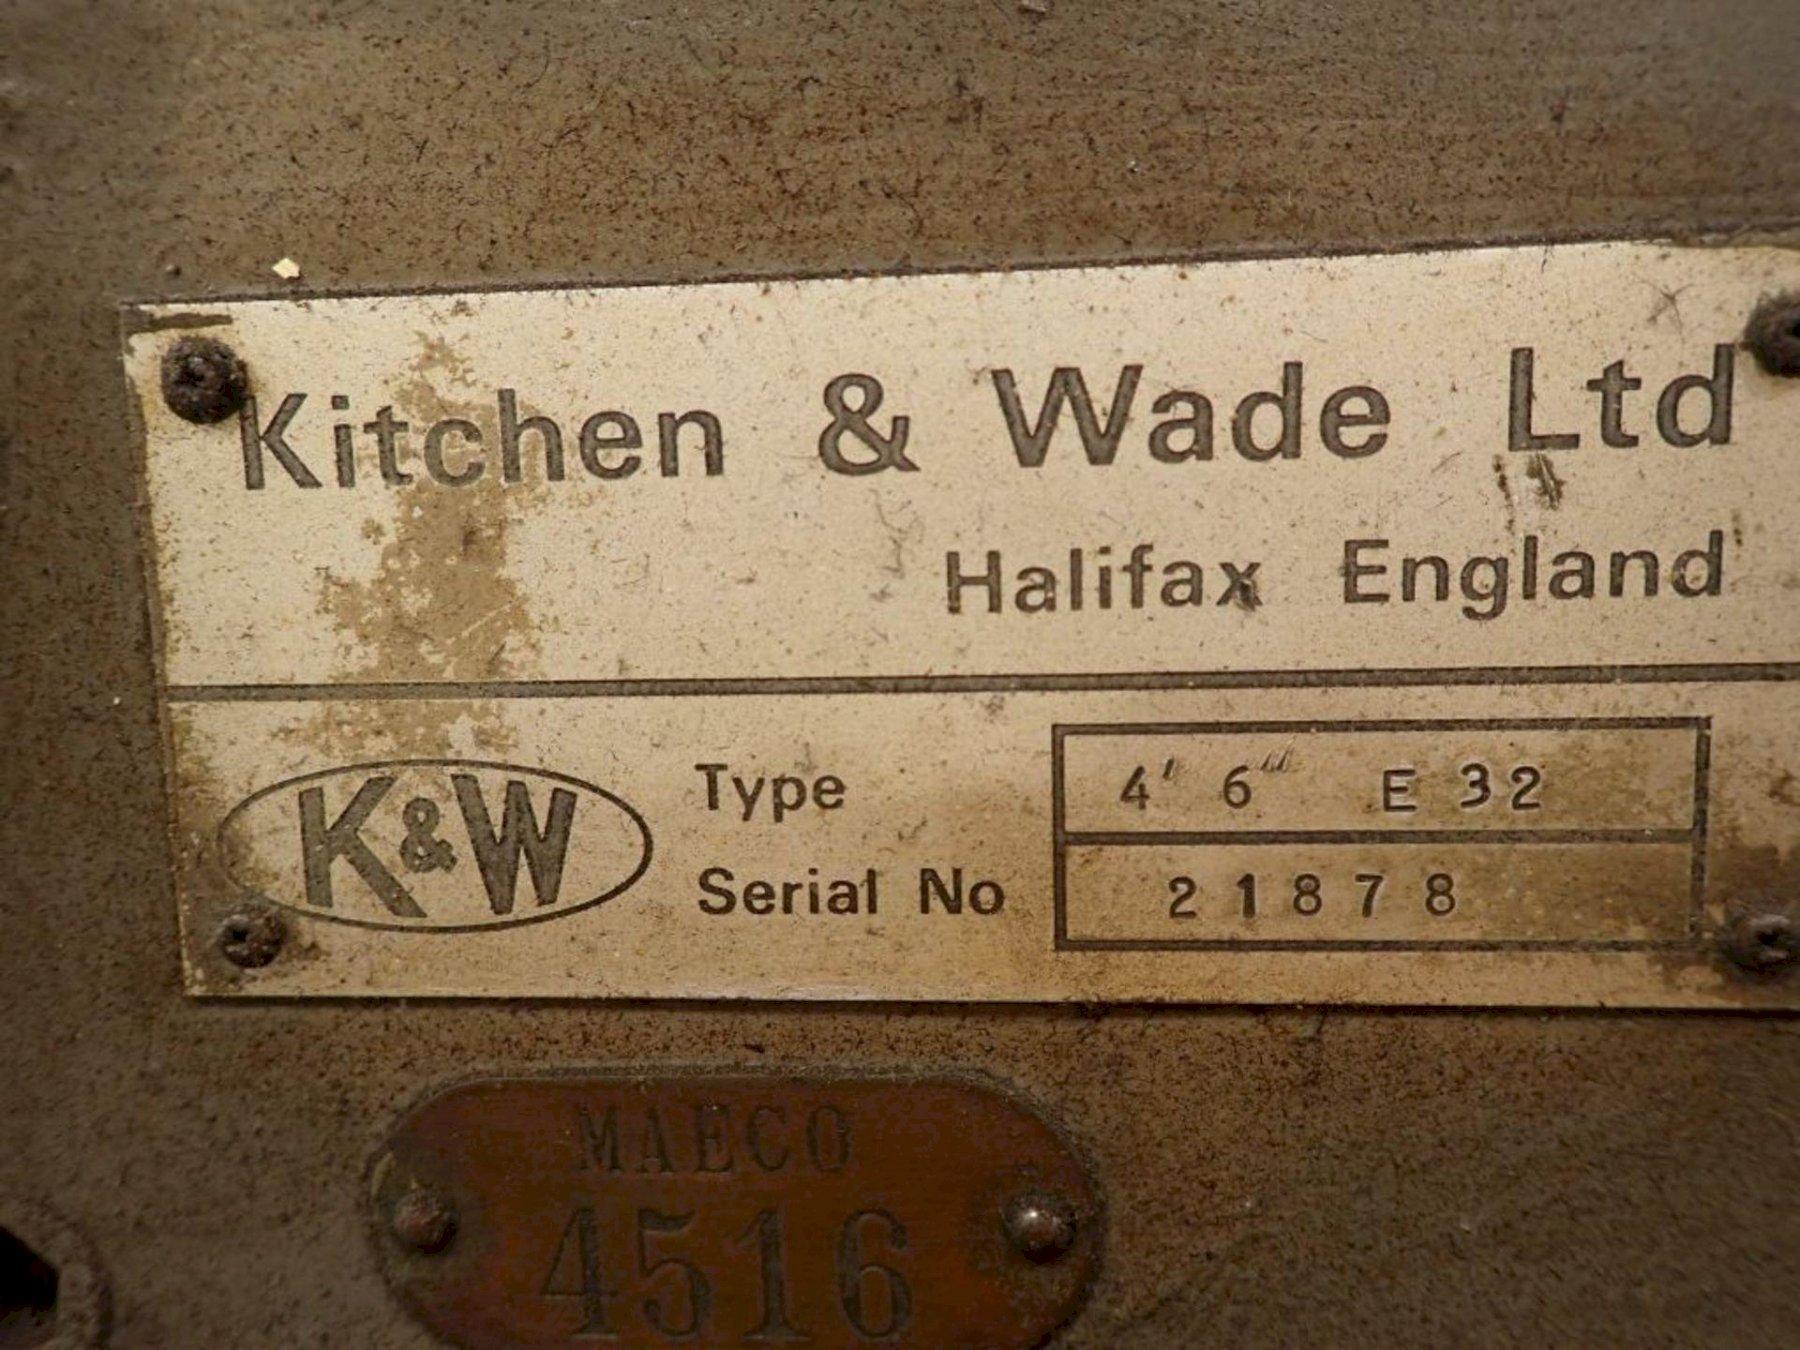 Kitchen & Wade Ltd
Halifax England
K&W
Type 4' 6" E 32
Serial No 21878
MAECO
4516